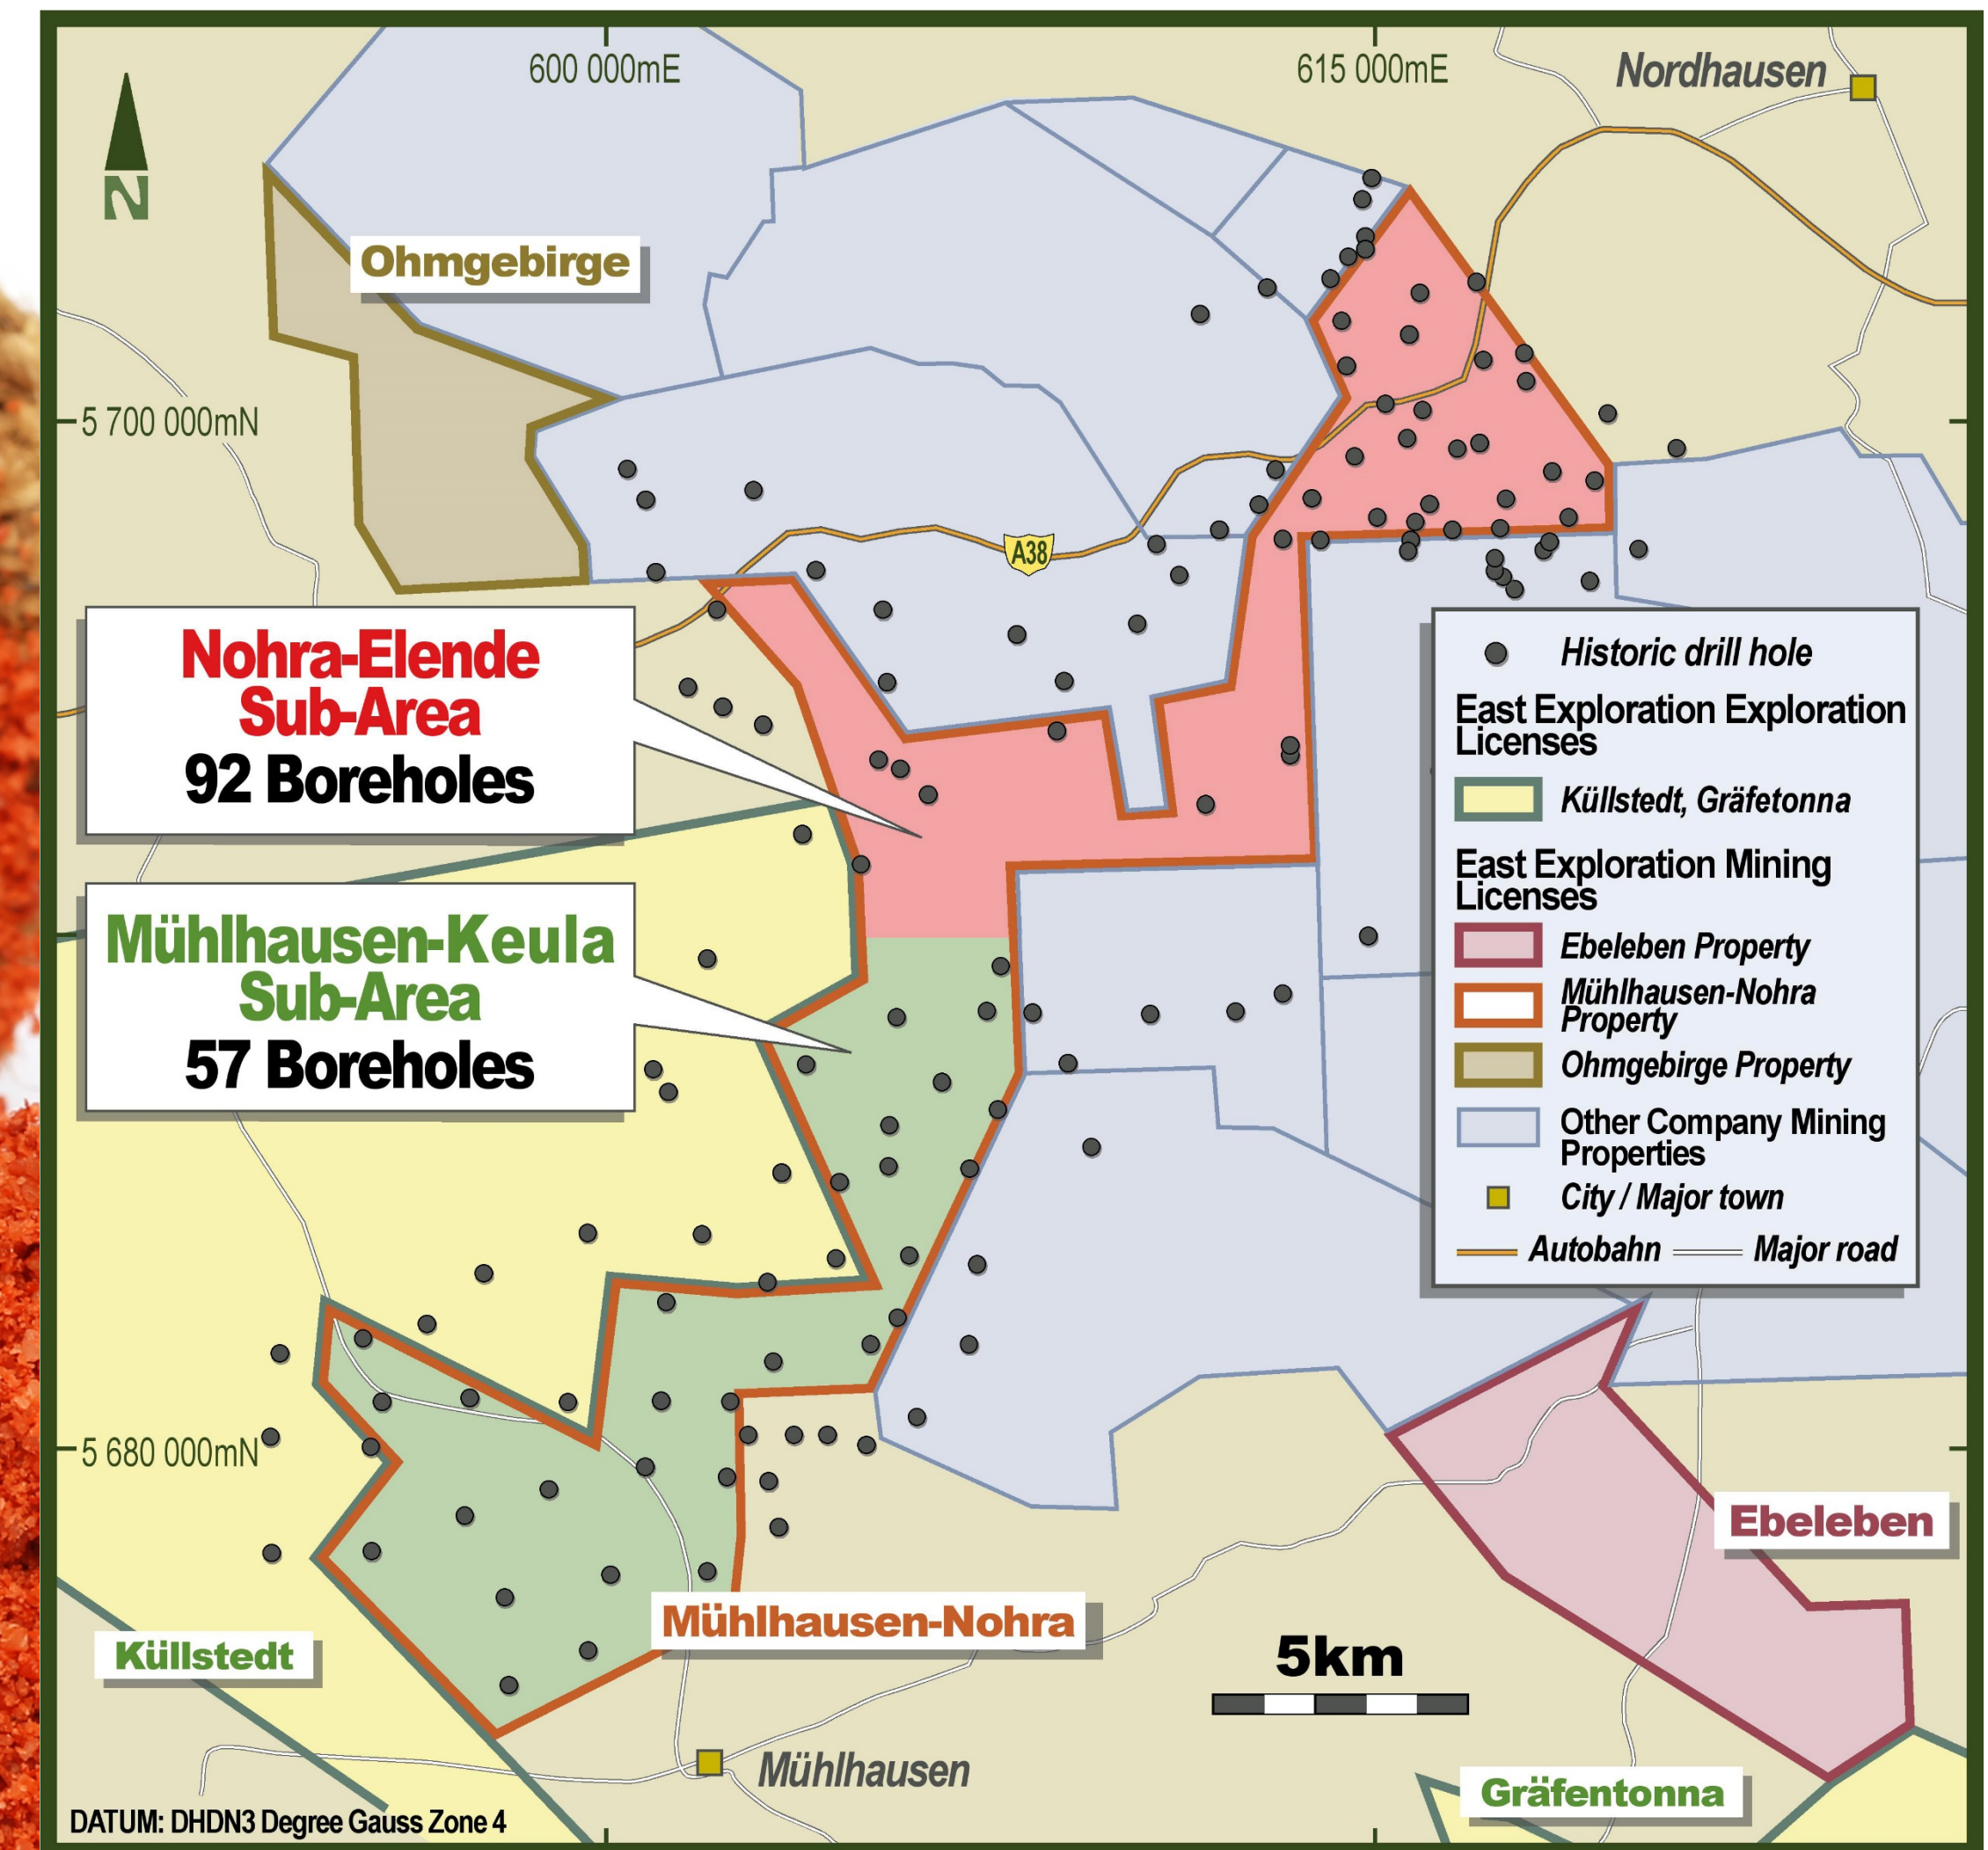 600 000mE
615 000mE
Nordhausen
N
Ohmgebirge
5 700 000mN
A38
Nohra-Elende
Sub-Area
92 Boreholes
Mühlhausen-Keula
Sub-Area
57 Boreholes
Historic drill hole
East Exploration Exploration
Licenses
Küllstedt, Gräfetonna
East Exploration Mining
Licenses
Ebeleben Property
Mühlhausen-Nohra
Property
Ohmgebirge Property
Other Company Mining
Properties
City / Major town
Autobahn
Major road
5 680 000mN
Ebeleben
Mühlhausen-Nohra
Küllstedt
5km
Mühlhausen
Gräfentonna
DATUM: DHDN3 Degree Gauss Zone 4